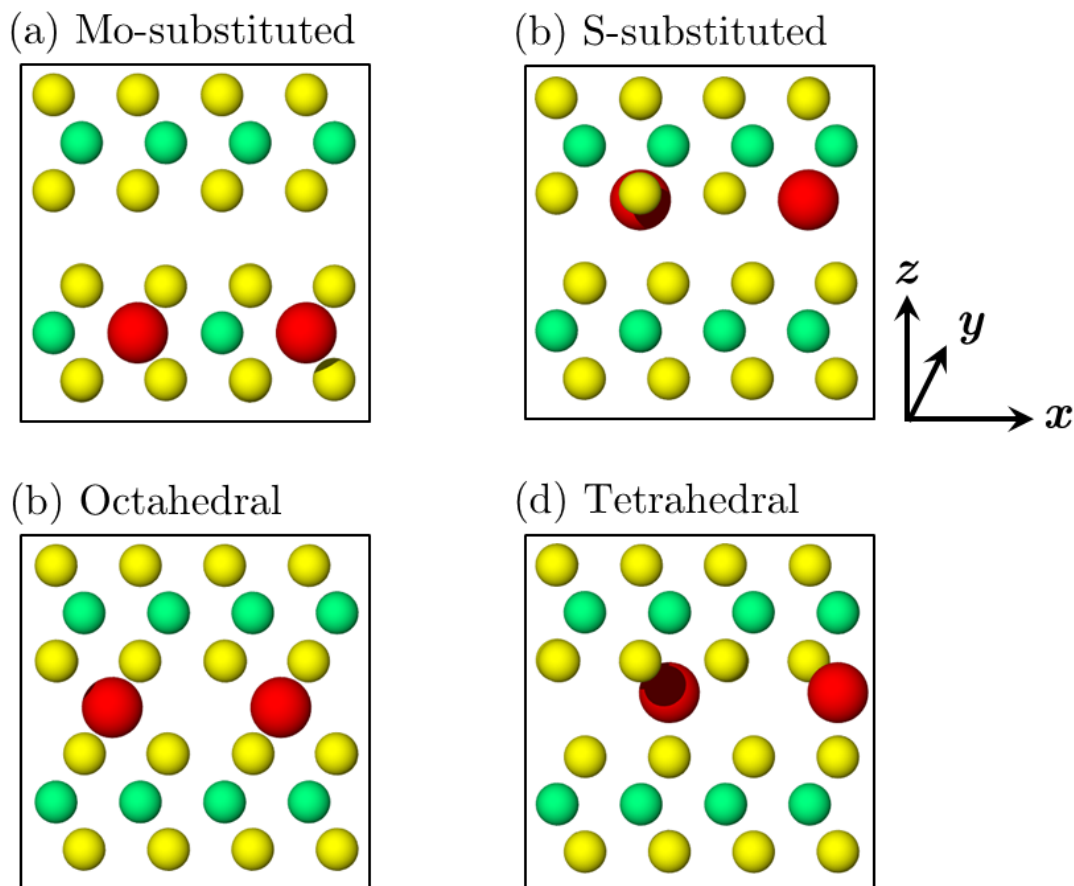 (a) Mo-substituted
(b) S-substituted
z
y
x
(b) Octahedral
(d) Tetrahedral